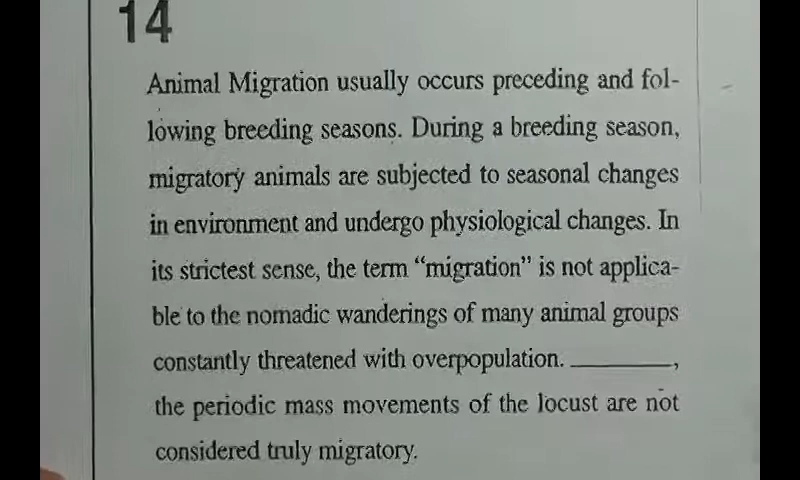 14
Animal Migration usually occurs preceding and fol-
lowing breeding seasons. During a breeding season,
migratory animals are subjected to seasonal changes
in environment and undergo physiological changes. In
its strictest sense, the term “migration” is not applica-
ble to the nomadic wanderings of many animal groups
constantly threatened with overpopulation. ________,
the periodic mass movements of the locust are not
considered truly migratory.